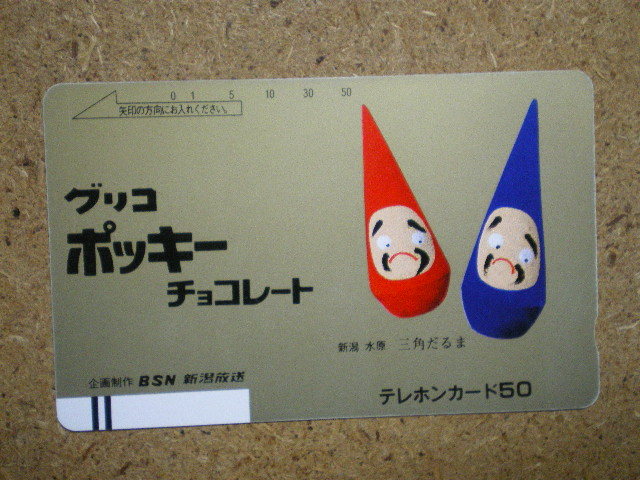 0 1 5 10 30 50
矢印の方向にお入れください。
グリコ
ポッキー
チョコレート
新潟 水原 三角だるま
企画制作 BSN 新潟放送
テレホンカード50